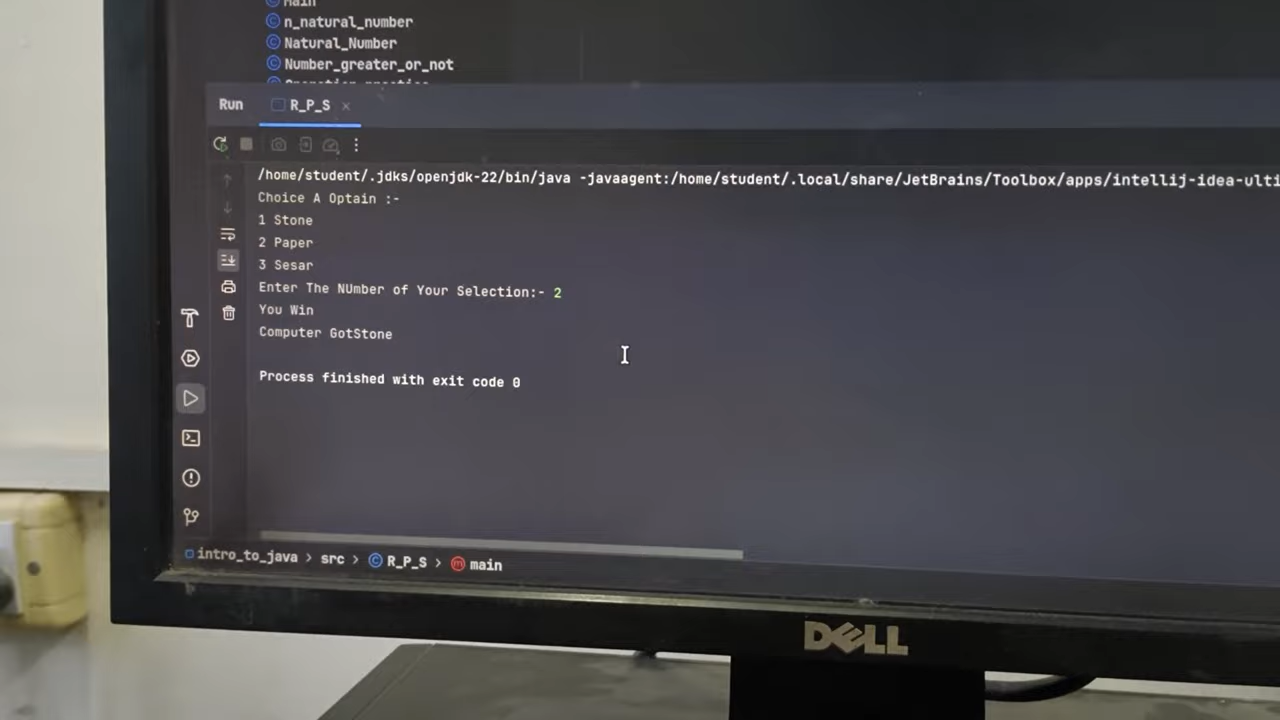 Main
n_natural_number
Natural_Number
Number_greater_or_not
Run R_P_S
/home/student/.jdks/openjdk-22/bin/java -javaagent:/home/student/.local/share/JetBrains/Toolbox/apps/intellij-idea-ulti
Choice A Optain :-
1 Stone
2 Paper
3 Sesar
Enter The NUmber of Your Selection:- 2
You Win
Computer GotStone
Process finished with exit code 0
intro_to_java > src > R_P_S > main
DELL